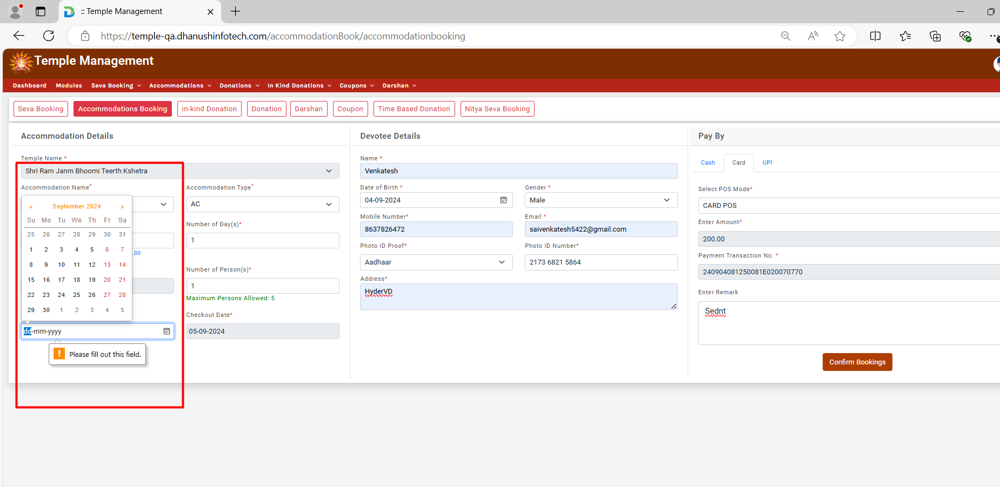 :: Temple Management
https://temple-qa.dhanushinfotech.com/accommodationBook/accommodationbooking
Temple Management
Dashboard Modules Seva Booking Accommodations Donations In Kind Donations Coupons Darshan
Seva Booking Accommodations Booking in-kind Donation Donation Darshan Coupon Time Based Donation Nitya Seva Booking
Accommodation Details
Temple Name *
Shri Ram Janm Bhoomi Teerth Kshetra
Accommodation Name*
Accommodation Type*
AC
« September 2024 »
Su Mo Tu We Th Fr Sa
25 26 27 28 29 30 31
1 2 3 4 5 6 7
8 9 10 11 12 13 14
15 16 17 18 19 20 21
22 23 24 25 26 27 28
29 30 1 2 3 4 5
Number of Day(s)*
1
.00
Number of Person(s)*
1
Maximum Persons Allowed: 5
dd-mm-yyyy
Please fill out this field.
Checkout Date*
05-09-2024
Devotee Details
Name *
Venkatesh
Date of Birth *
04-09-2024
Gender *
Male
Mobile Number*
8637826472
Email *
saivenkatesh5422@gmail.com
Photo ID Proof*
Aadhaar
Photo ID Number*
2173 6821 5864
Address*
HyderVD
Pay By
Cash Card UPI
Select POS Mode*
CARD POS
Enter Amount*
200.00
Payment Transaction No. *
240904081250081E020070770
Enter Remark
Sednt
Confirm Bookings